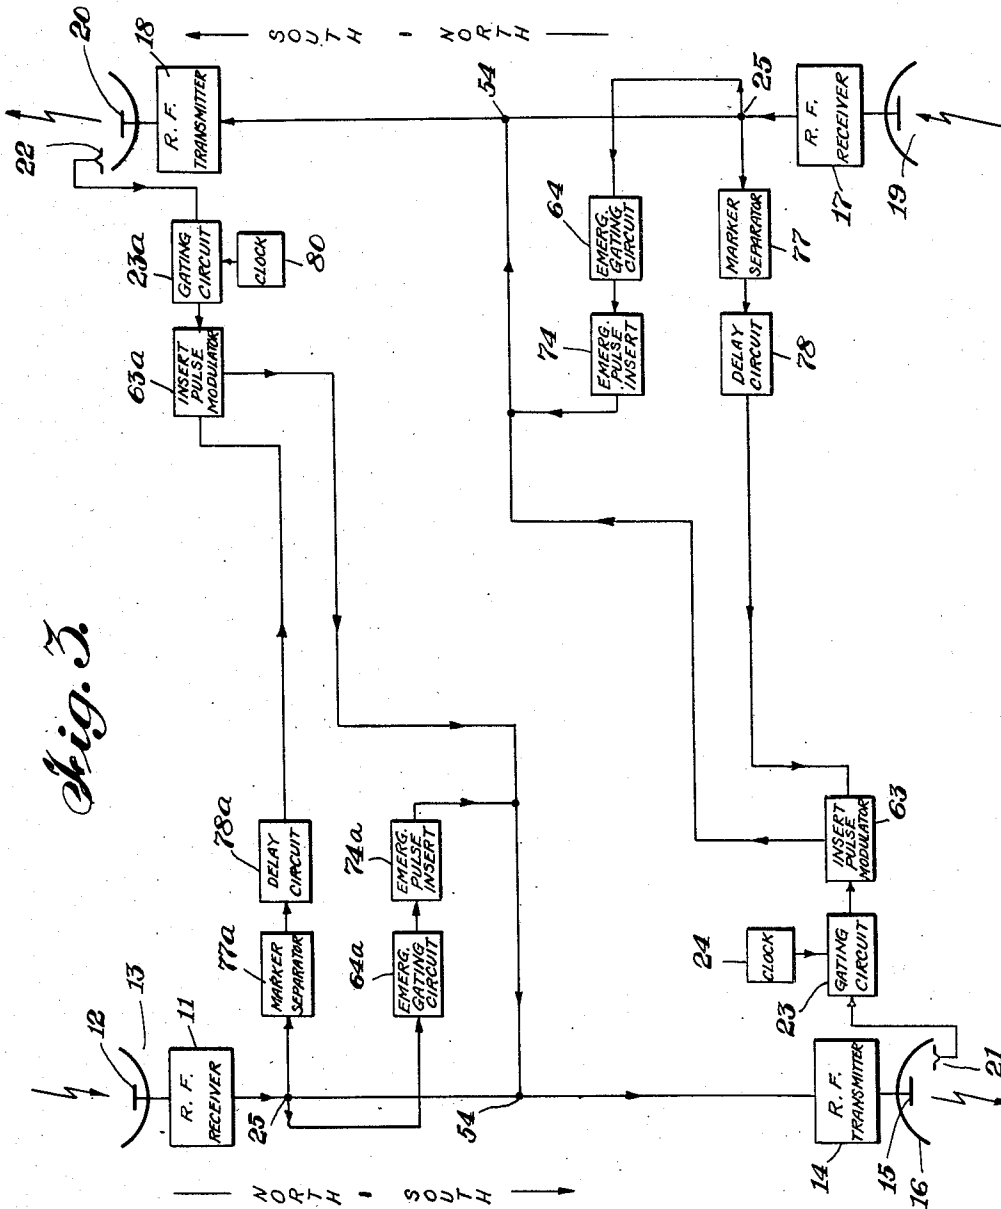 Fig. 3.
12
13
R. F.
RECEIVER
11
25
MARKER
SEPARATOR
77a
DELAY
CIRCUIT
78a
EMERG.
GATING
CIRCUIT
64a
EMERG.
PULSE
INSERT
74a
54
NORTH - SOUTH
R. F.
TRANSMITTER
14
15
16
21
CLOCK
24
GATING
CIRCUIT
23
INSERT
PULSE
MODULATOR
63
20
22
R. F.
TRANSMITTER
18
SOUTH - NORTH
GATING
CIRCUIT
23a
CLOCK
80
INSERT
PULSE
MODULATOR
63a
54
EMERG.
GATING
CIRCUIT
64
EMERG.
PULSE
INSERT
74
25
MARKER
SEPARATOR
77
DELAY
CIRCUIT
78
R. F.
RECEIVER
17
19